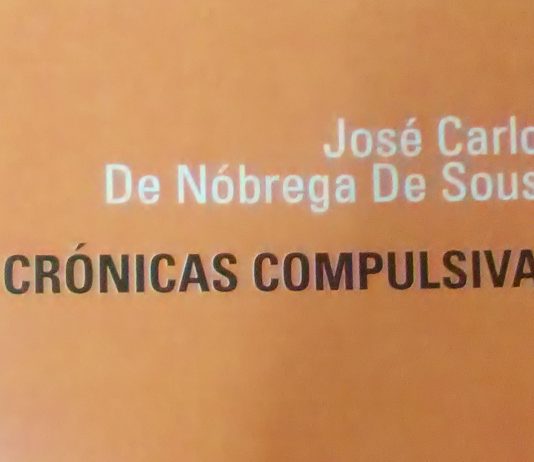 José Carlo
De Nóbrega De Sous
CRÓNICAS COMPULSIVA